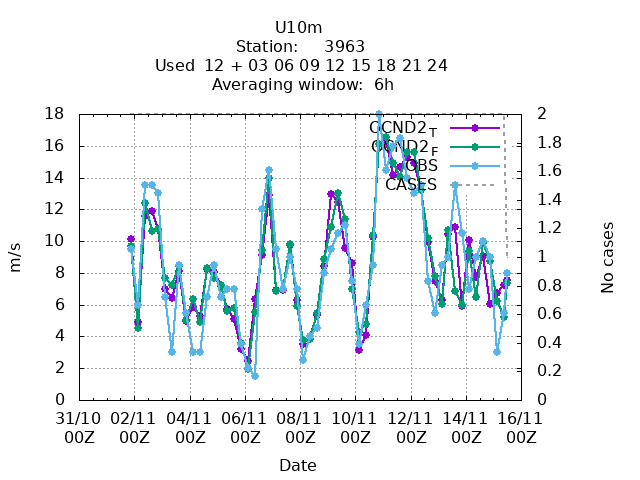 U10m
Station: 3963
Used 12 + 03 06 09 12 15 18 21 24
Averaging window: 6h
18
16
14
12
10
8
6
4
2
0
m/s
2
1.8
1.6
1.4
1.2
1
0.8
0.6
0.4
0.2
0
No cases
OCND2_T
OCND2_F
OBS
CASES
31/10 02/11 04/11 06/11 08/11 10/11 12/11 14/11 16/11
00Z 00Z 00Z 00Z 00Z 00Z 00Z 00Z 00Z
Date